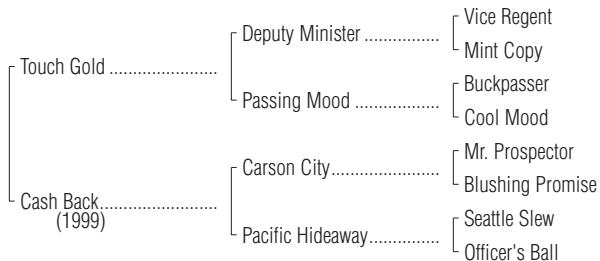 Vice Regent
Deputy Minister ................
Mint Copy
Touch Gold .......................
Buckpasser
Passing Mood ..................
Cool Mood
Mr. Prospector
Carson City.......................
Blushing Promise
Cash Back.........................
(1999)
Seattle Slew
Pacific Hideaway...............
Officer's Ball